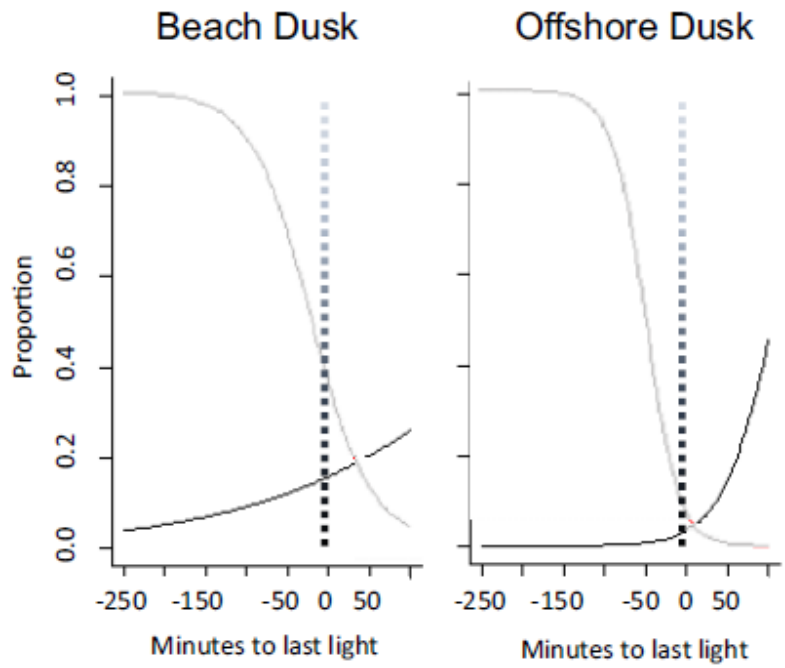 Beach Dusk
Offshore Dusk
Proportion
1.0
0.8
0.6
0.4
0.2
0.0
-250 -150 -50 0 50
-250 -150 -50 0 50
Minutes to last light
Minutes to last light